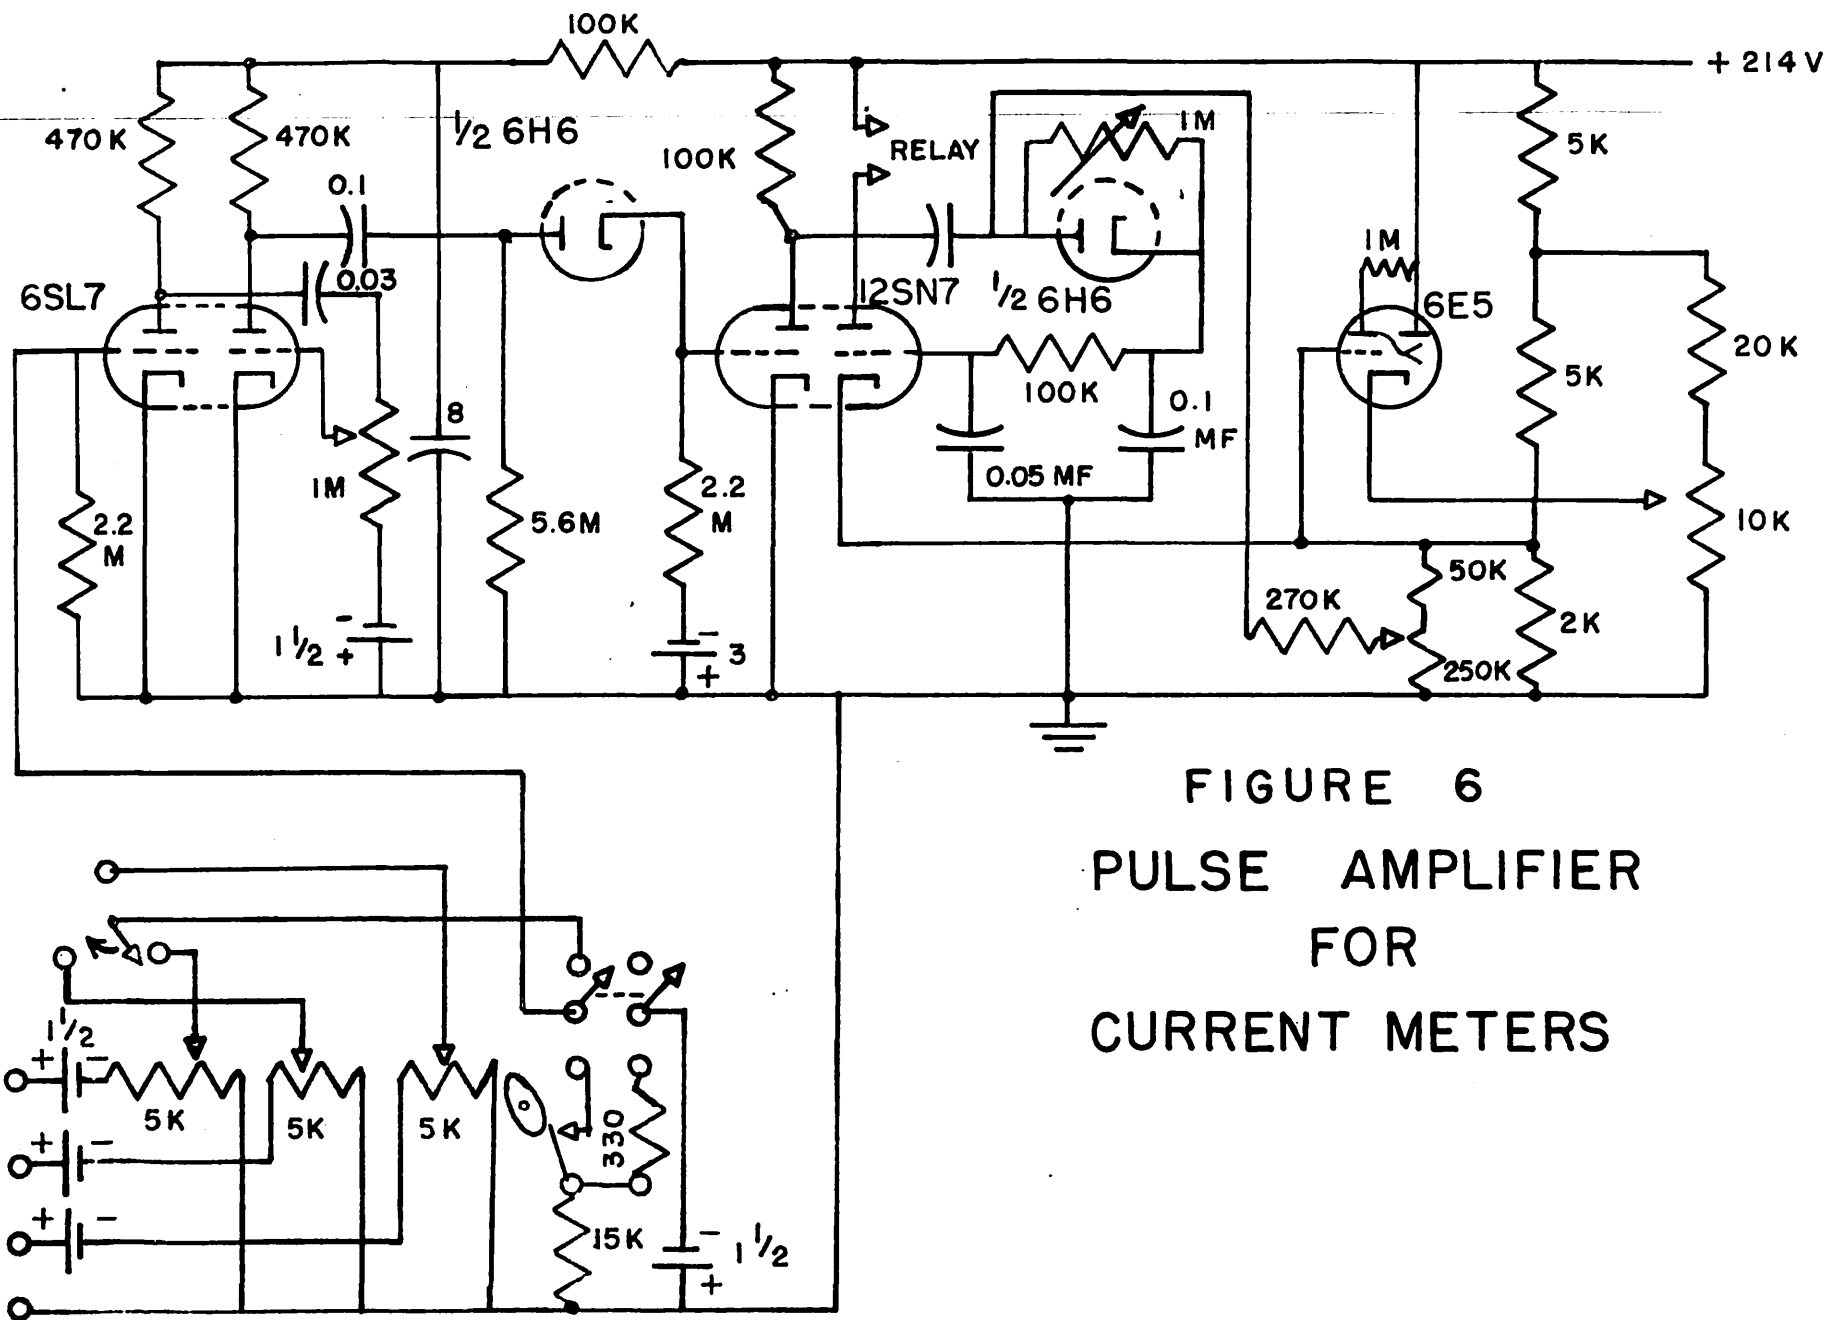 100K
+ 214 V
470K
470K
1/2 6H6
100K
RELAY
1M
5K
0.1
0.03
6SL7
12SN7
1/2 6H6
1M
6E5
20K
5K
100K
0.1
MF
8
1M
0.05 MF
2.2
M
5.6M
2.2
M
10K
50K
270K
2K
250K
-
1 1/2 +
-
3
+
FIGURE 6
PULSE AMPLIFIER
FOR
CURRENT METERS
1 1/2
+ -
5K
5K
5K
330
+ -
+ -
15K
-
1 1/2
+